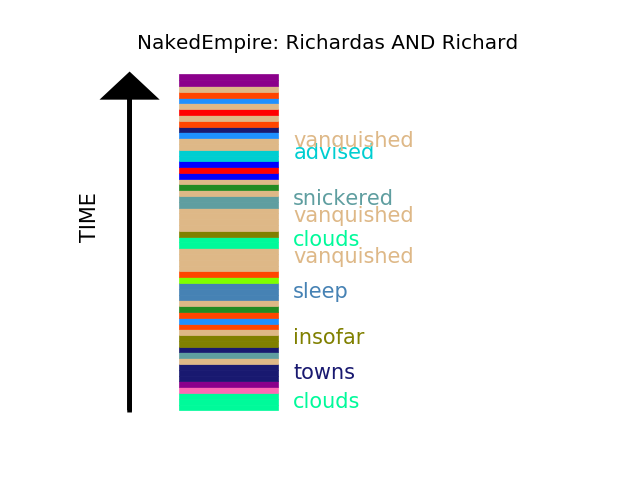 NakedEmpire: Richardas AND Richard
vanquished
advised
snickered
vanquished
clouds
vanquished
sleep
insofar
towns
clouds
TIME